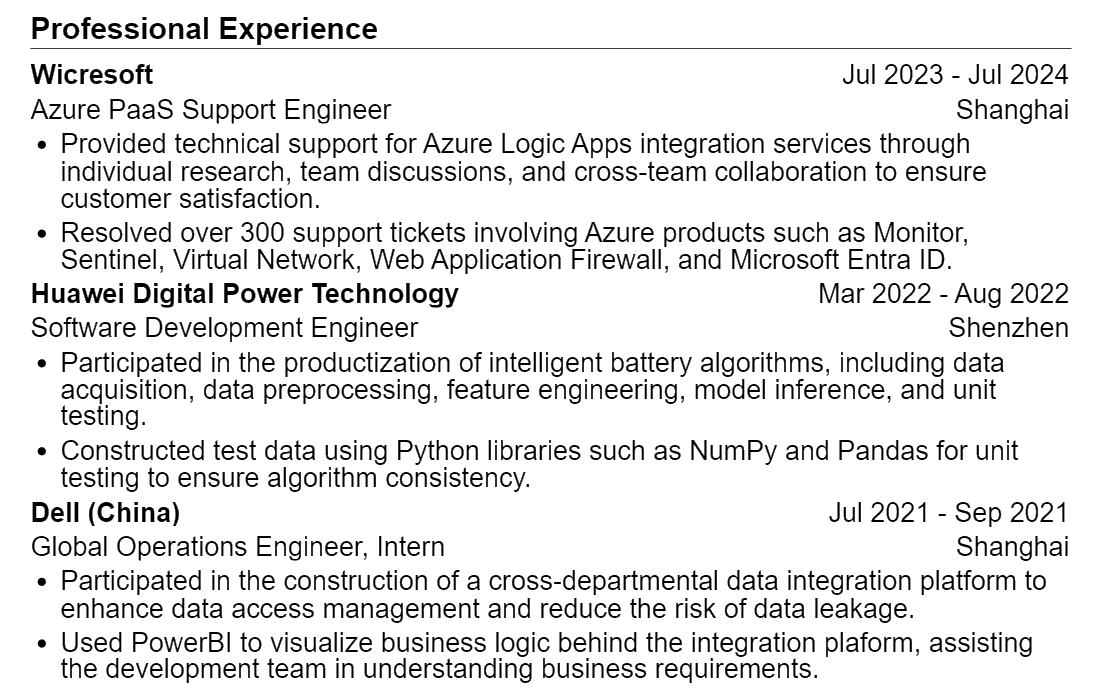 Professional Experience
Wicresoft Jul 2023 - Jul 2024
Azure PaaS Support Engineer Shanghai
• Provided technical support for Azure Logic Apps integration services through
individual research, team discussions, and cross-team collaboration to ensure
customer satisfaction.
• Resolved over 300 support tickets involving Azure products such as Monitor,
Sentinel, Virtual Network, Web Application Firewall, and Microsoft Entra ID.
Huawei Digital Power Technology Mar 2022 - Aug 2022
Software Development Engineer Shenzhen
• Participated in the productization of intelligent battery algorithms, including data
acquisition, data preprocessing, feature engineering, model inference, and unit
testing.
• Constructed test data using Python libraries such as NumPy and Pandas for unit
testing to ensure algorithm consistency.
Dell (China) Jul 2021 - Sep 2021
Global Operations Engineer, Intern Shanghai
• Participated in the construction of a cross-departmental data integration platform to
enhance data access management and reduce the risk of data leakage.
• Used PowerBI to visualize business logic behind the integration plaform, assisting
the development team in understanding business requirements.